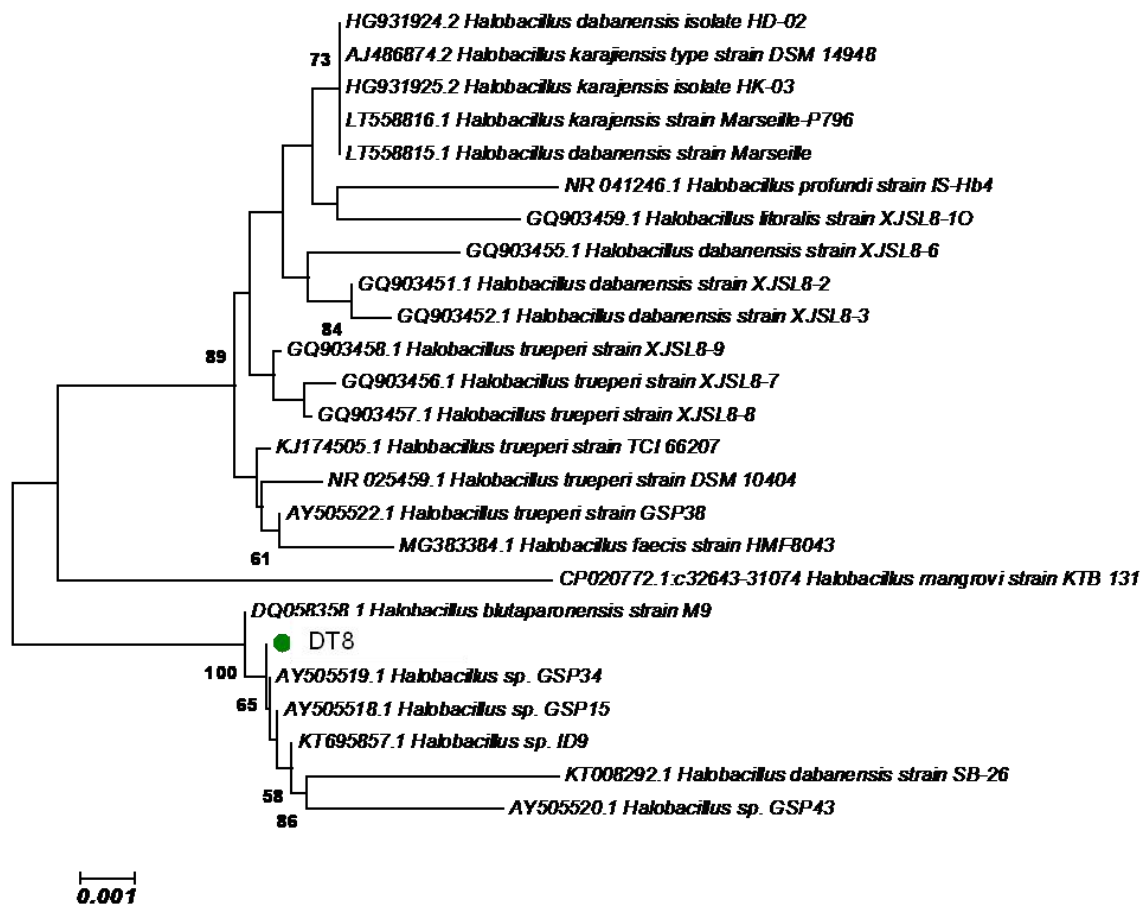 HG931924.2 Halobacillus dabanensis isolate HD-02
AJ486874.2 Halobacillus karajensis type strain DSM 14948
73
HG931925.2 Halobacillus karajensis isolate HK-03
LT558816.1 Halobacillus karajensis strain Marseille-P796
LT558815.1 Halobacillus dabanensis strain Marseille
NR 041246.1 Halobacillus profundi strain IS-Hb4
GQ903459.1 Halobacillus litoralis strain XJSL8-10
GQ903455.1 Halobacillus dabanensis strain XJSL8-6
GQ903451.1 Halobacillus dabanensis strain XJSL8-2
GQ903452.1 Halobacillus dabanensis strain XJSL8-3
84
GQ903458.1 Halobacillus trueperi strain XJSL8-9
89
GQ903456.1 Halobacillus trueperi strain XJSL8-7
GQ903457.1 Halobacillus trueperi strain XJSL8-8
KJ174505.1 Halobacillus trueperi strain TCI 66207
NR 025459.1 Halobacillus trueperi strain DSM 10404
AY505522.1 Halobacillus trueperi strain GSP38
MG383384.1 Halobacillus faecis strain HMF8043
61
CP020772.1:c32643-31074 Halobacillus mangrovi strain KTB 131
DQ058358.1 Halobacillus blutaparonensis strain M9
DT8
100
AY505519.1 Halobacillus sp. GSP34
65
AY505518.1 Halobacillus sp. GSP15
KT695857.1 Halobacillus sp. ID9
KT008292.1 Halobacillus dabanensis strain SB-26
58
AY505520.1 Halobacillus sp. GSP43
86
0.001